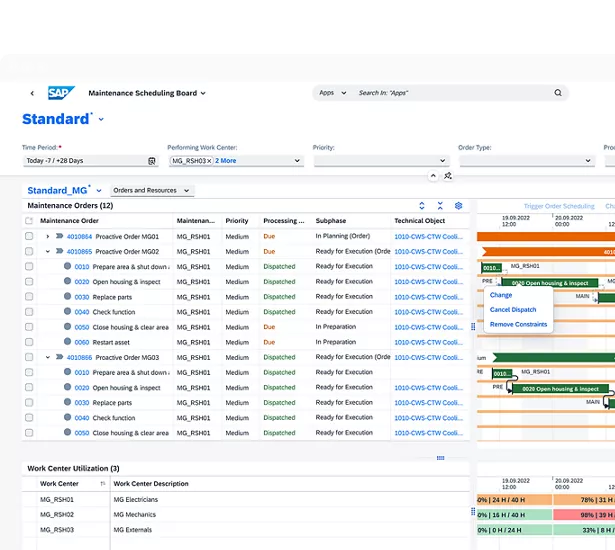 SAP Maintenance Scheduling Board Apps Search In: "Apps"
Standard*
Time Period:* Performing Work Center: Priority: Order Type:
Today -7 / +28 Days MG_RSH03 × 2 More
Standard_MG* Orders and Resources
Maintenance Orders (12) Trigger Order Scheduling
Maintenance Order Maintenan... Priority Processing ... Subphase Technical Object 19.09.2022 12:00 20.09.2022 00:00 12:00
4010864 Proactive Order MG01 MG_RSH01 Medium Due In Planning (Order) 1010-CWS-CTW Cooli...
4010865 Proactive Order MG02 MG_RSH01 Medium Due Ready for Execution (Orde 1010-CWS-CTW Cooli...
0010 Prepare area & shut down MG_RSH01 Medium Dispatched Ready for Execution 1010-CWS-CTW Cooli... 0010... MG_RSH01
0020 Open housing & inspect MG_RSH01 Medium Dispatched Ready for Execution 1010-CWS-CTW Cooli... PRE 0020 Open housing & inspect
0030 Replace parts MG_RSH01 Medium Dispatched Ready for Execution 1010-CWS-CTW Cooli... Change MAIN
0040 Check function MG_RSH01 Medium Dispatched Ready for Execution 1010-CWS-CTW Cooli... Cancel Dispatch
0050 Close housing & clear area MG_RSH01 Medium Due In Preparation 1010-CWS-CTW Cooli... Remove Constraints
0060 Restart asset MG_RSH01 Medium Due In Preparation 1010-CWS-CTW Cooli...
4010866 Proactive Order MG03 MG_RSH01 Medium Dispatched Ready for Execution (Orde 1010-CWS-CTW Cooli... um
0010 Prepare area & shut down MG_RSH01 Medium Dispatched Ready for Execution 1010-CWS-CTW Cooli... RE 0010... MG_RSH01
0020 Open housing & inspect MG_RSH01 Medium Dispatched Ready for Execution 1010-CWS-CTW Cooli... PRE 0020 Open housing & inspect
0030 Replace parts MG_RSH01 Medium Dispatched Ready for Execution 1010-CWS-CTW Cooli... MAIN
0040 Check function MG_RSH01 Medium Dispatched Ready for Execution 1010-CWS-CTW Cooli...
0050 Close housing & clear area MG_RSH01 Medium Dispatched Ready for Execution 1010-CWS-CTW Cooli...
Work Center Utilization (3)
Work Center Work Center Description 19.09.2022 12:00 20.09.2022 00:00 12:00
MG_RSH01 MG Electricians 0% | 24 H / 40 H 78% | 31 H
MG_RSH02 MG Mechanics 0% | 16 H / 40 H 98% | 39 H
MG_RSH03 MG Externals 0% | 0 H / 24 H 33% | 8 H /